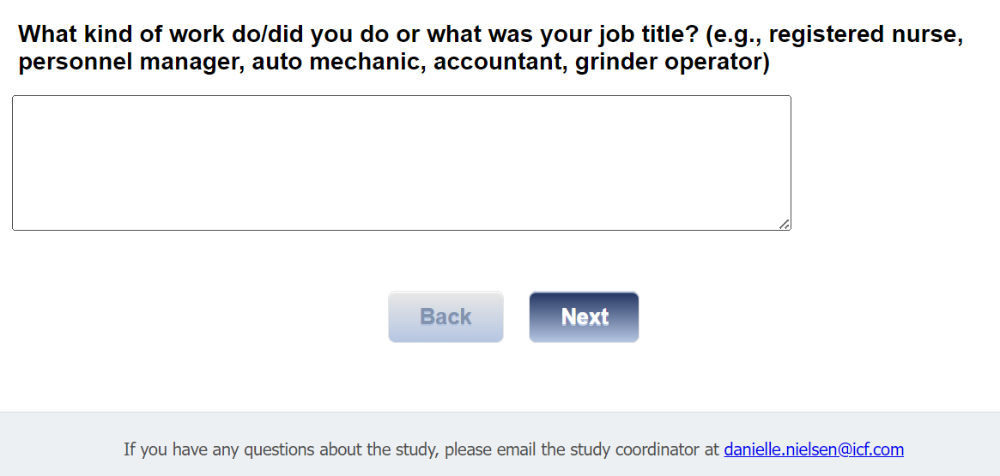 What kind of work do/did you do or what was your job title? (e.g., registered nurse,
personnel manager, auto mechanic, accountant, grinder operator)
Back
Next
If you have any questions about the study, please email the study coordinator at danielle.nielsen@icf.com